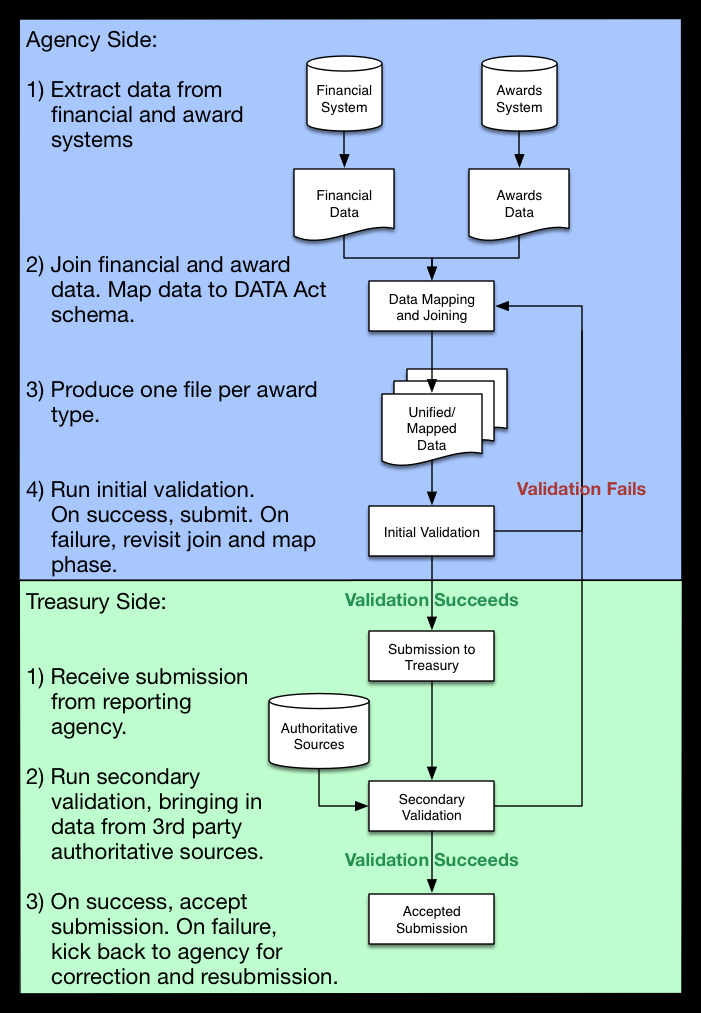 Agency Side:
1) Extract data from
financial and award
systems
Financial
System
Awards
System
Financial
Data
Awards
Data
2) Join financial and award
data. Map data to DATA Act
schema.
Data Mapping
and Joining
3) Produce one file per award
type.
Unified/
Mapped
Data
4) Run initial validation.
On success, submit. On
failure, revisit join and map
phase.
Validation Fails
Initial Validation
Treasury Side:
Validation Succeeds
Submission to
Treasury
1) Receive submission
from reporting
agency.
Authoritative
Sources
2) Run secondary
validation, bringing in
data from 3rd party
authoritative sources.
Secondary
Validation
Validation Succeeds
3) On success, accept
submission. On failure,
kick back to agency for
correction and resubmission.
Accepted
Submission